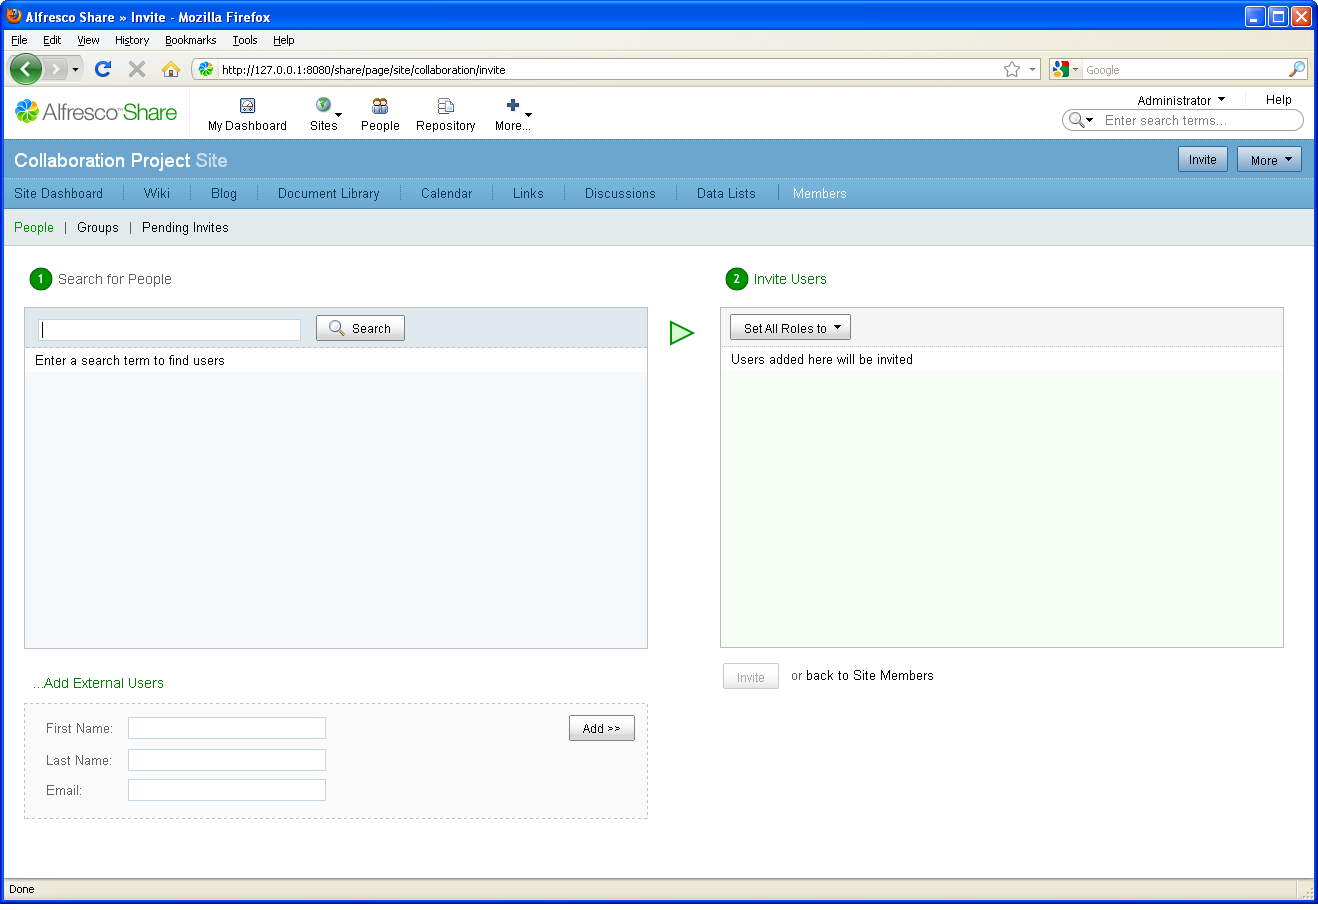 Alfresco Share » Invite - Mozilla Firefox
File Edit View History Bookmarks Tools Help
http://127.0.0.1:8080/share/page/site/collaboration/invite Google
Alfresco™ Share
My Dashboard Sites People Repository More...
Administrator Help
Enter search terms...
Collaboration Project Site Invite More
Site Dashboard Wiki Blog Document Library Calendar Links Discussions Data Lists Members
People | Groups | Pending Invites
1 Search for People
Search
Enter a search term to find users
2 Invite Users
Set All Roles to
Users added here will be invited
Invite or back to Site Members
...Add External Users
First Name: Add >>
Last Name:
Email:
Done